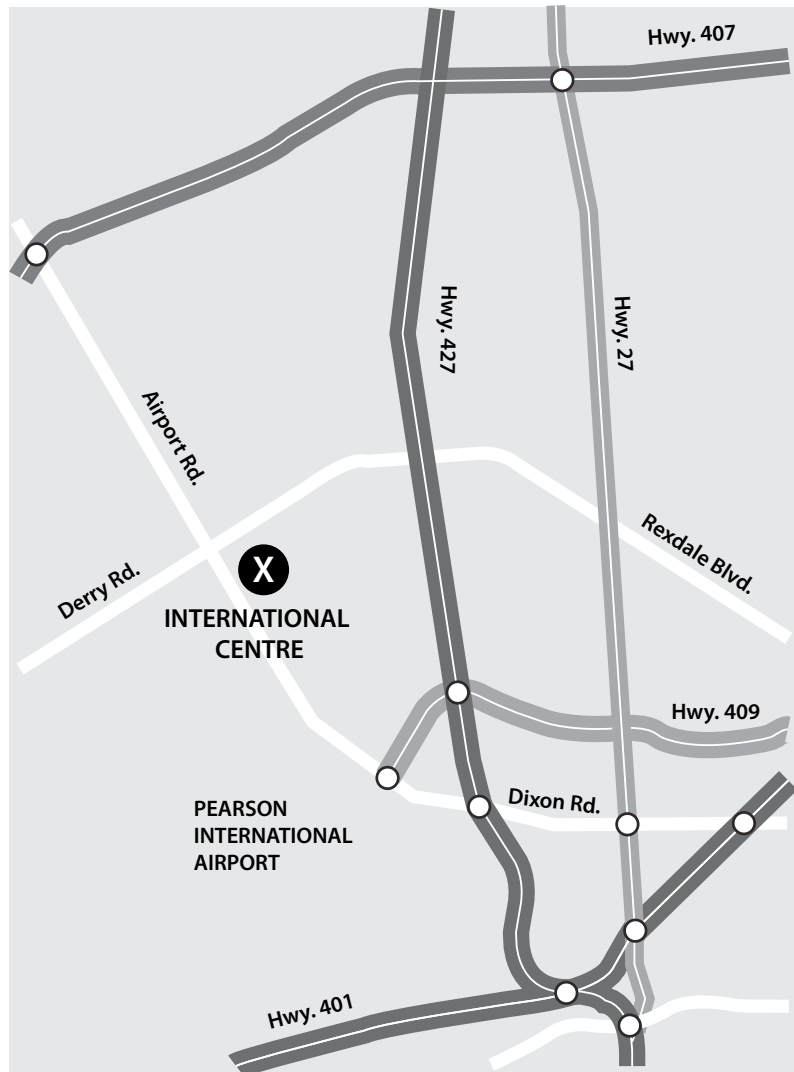 Hwy. 407
Hwy. 427
Hwy. 27
Airport Rd.
Rexdale Blvd.
Derry Rd.
X
INTERNATIONAL
CENTRE
Hwy. 409
Dixon Rd.
PEARSON
INTERNATIONAL
AIRPORT
Hwy. 401